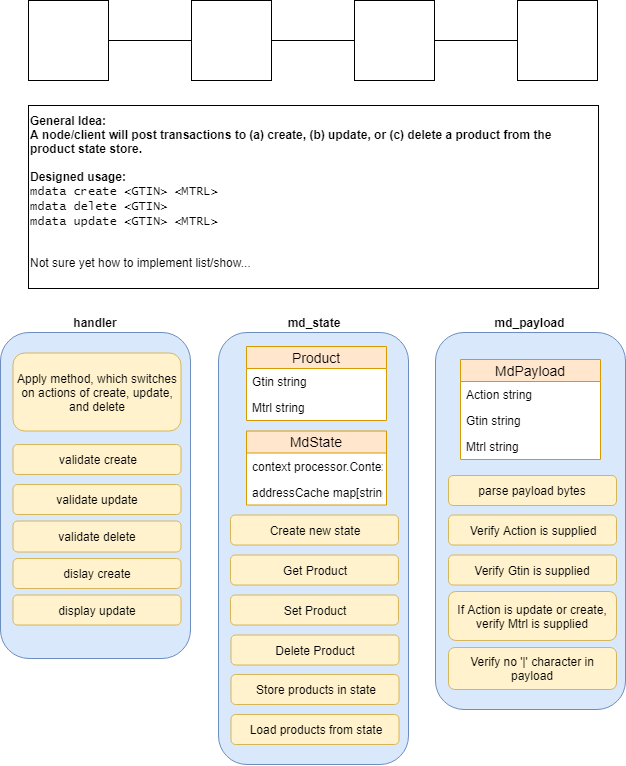 General Idea:
A node/client will post transactions to (a) create, (b) update, or (c) delete a product from the
product state store.
Designed usage:
mdata create <GTIN> <MTRL>
mdata delete <GTIN>
mdata update <GTIN> <MTRL>
Not sure yet how to implement list/show...
handler
Apply method, which switches
on actions of create, update,
and delete
validate create
validate update
validate delete
dislay create
display update
md_state
Product
Gtin string
Mtrl string
MdState
context processor.Conte
addressCache map[strin
Create new state
Get Product
Set Product
Delete Product
Store products in state
Load products from state
md_payload
MdPayload
Action string
Gtin string
Mtrl string
parse payload bytes
Verify Action is supplied
Verify Gtin is supplied
If Action is update or create,
verify Mtrl is supplied
Verify no '|' character in
payload